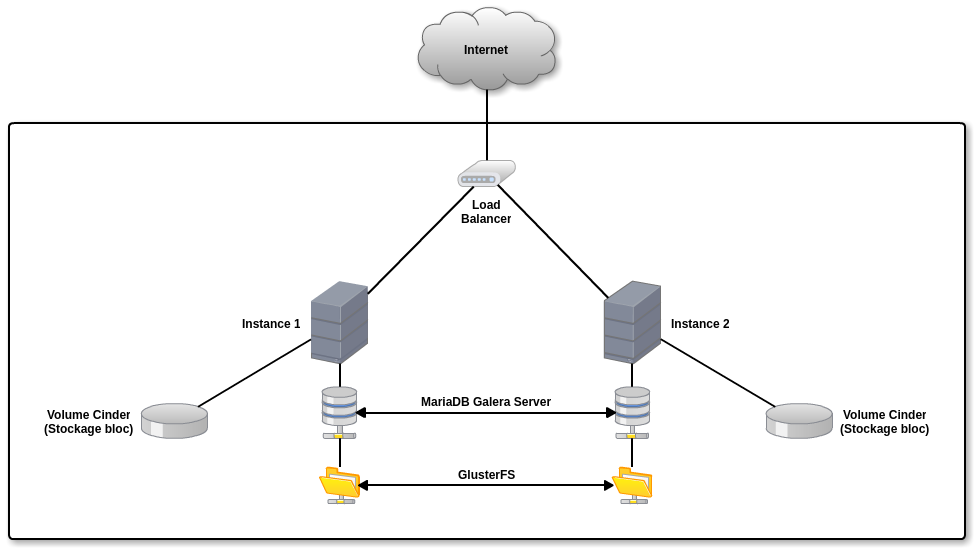 Internet
Load
Balancer
Instance 1
Instance 2
MariaDB Galera Server
Volume Cinder
(Stockage bloc)
Volume Cinder
(Stockage bloc)
GlusterFS